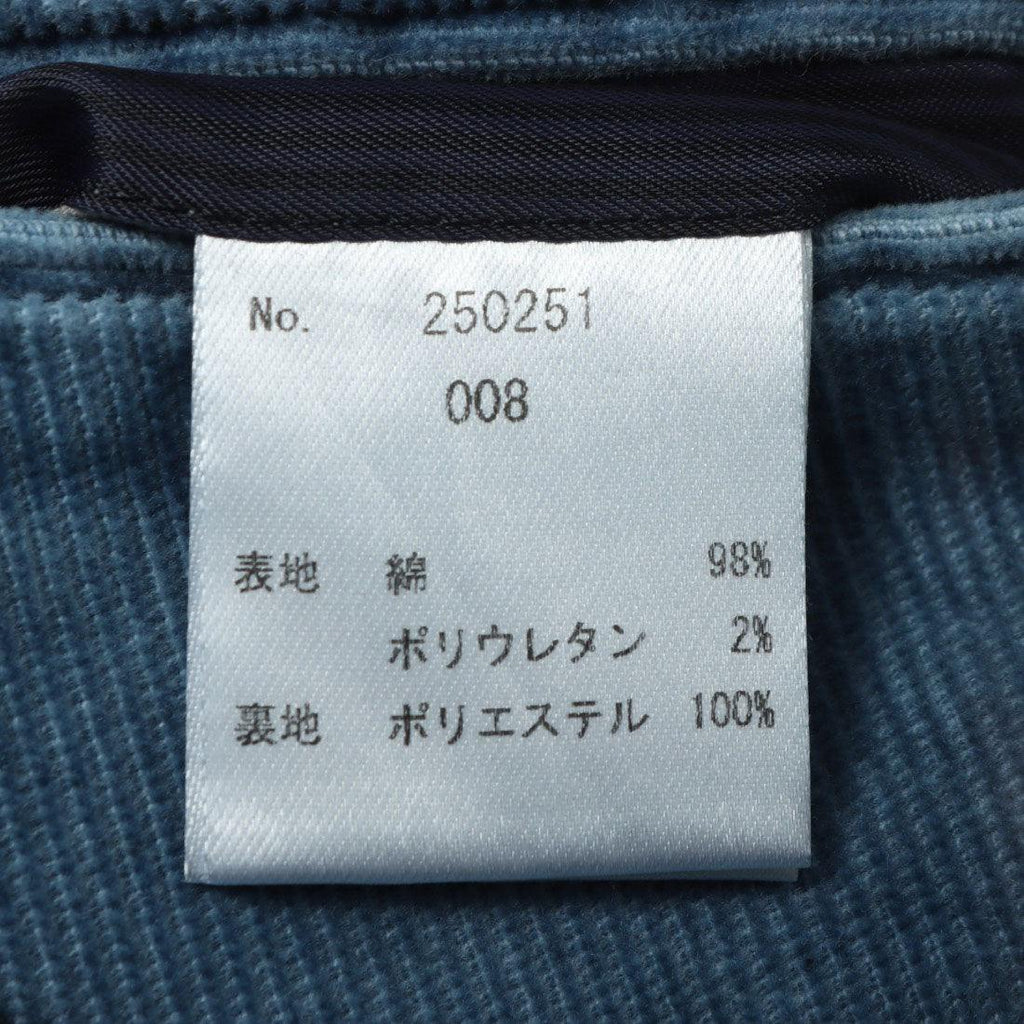 No. 250251
008
表地 綿 98%
ポリウレタン 2%
裏地 ポリエステル 100%